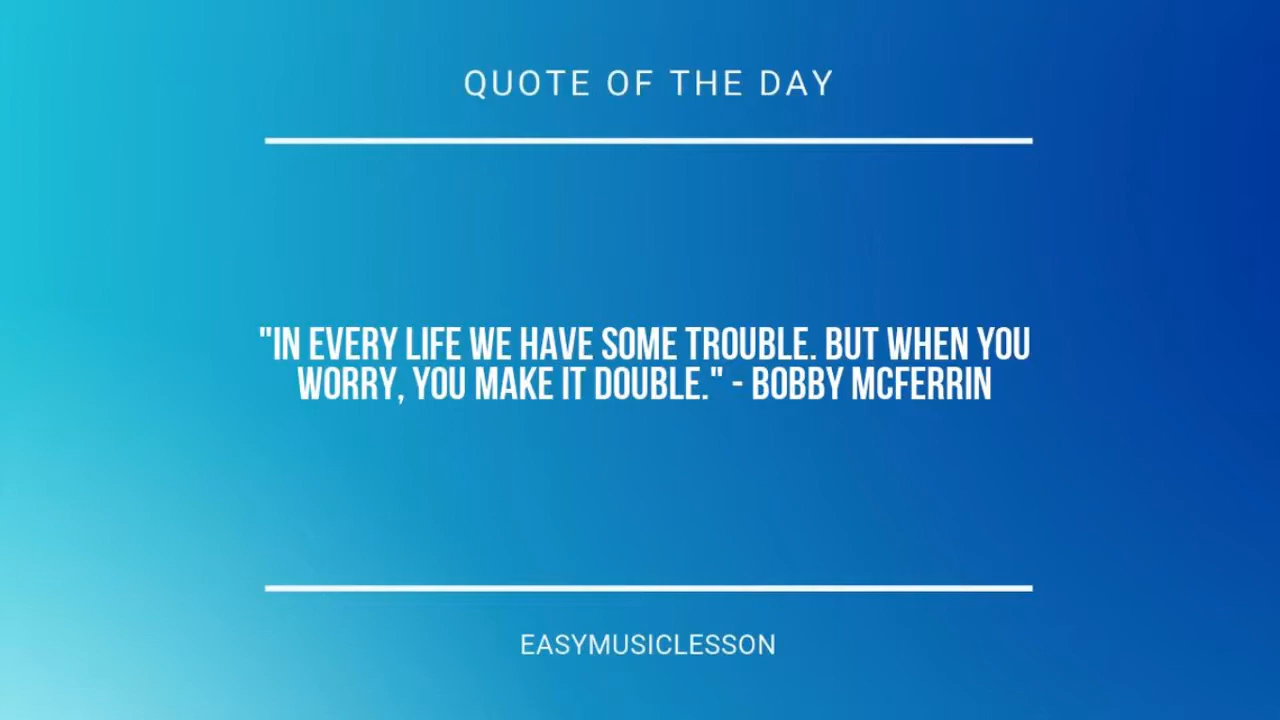 QUOTE OF THE DAY
"IN EVERY LIFE WE HAVE SOME TROUBLE. BUT WHEN YOU
WORRY, YOU MAKE IT DOUBLE." - BOBBY MCFERRIN
EASYMUSICLESSON